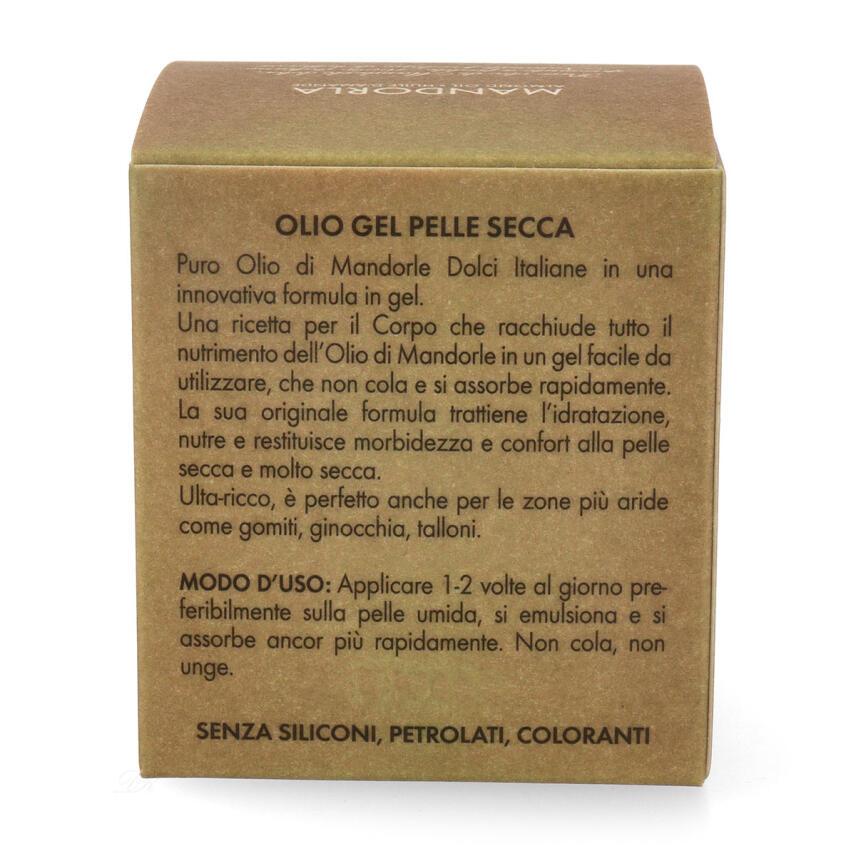 MANDORLA
OLIO GEL PELLE SECCA
Puro Olio di Mandorle Dolci Italiane in una
innovativa formula in gel.
Una ricetta per il Corpo che racchiude tutto il
nutrimento dell'Olio di Mandorle in un gel facile da
utilizzare, che non cola e si assorbe rapidamente.
La sua originale formula trattiene l'idratazione,
nutre e restituisce morbidezza e confort alla pelle
secca e molto secca.
Ulta-ricco, è perfetto anche per le zone più aride
come gomiti, ginocchia, talloni.
MODO D'USO: Applicare 1-2 volte al giorno pre-
feribilmente sulla pelle umida, si emulsiona e si
assorbe ancor più rapidamente. Non cola, non
unge.
SENZA SILICONI, PETROLATI, COLORANTI